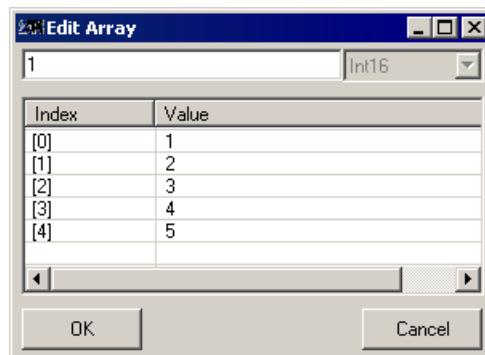 Edit Array
1 Int16
Index Value
[0] 1
[1] 2
[2] 3
[3] 4
[4] 5
OK Cancel